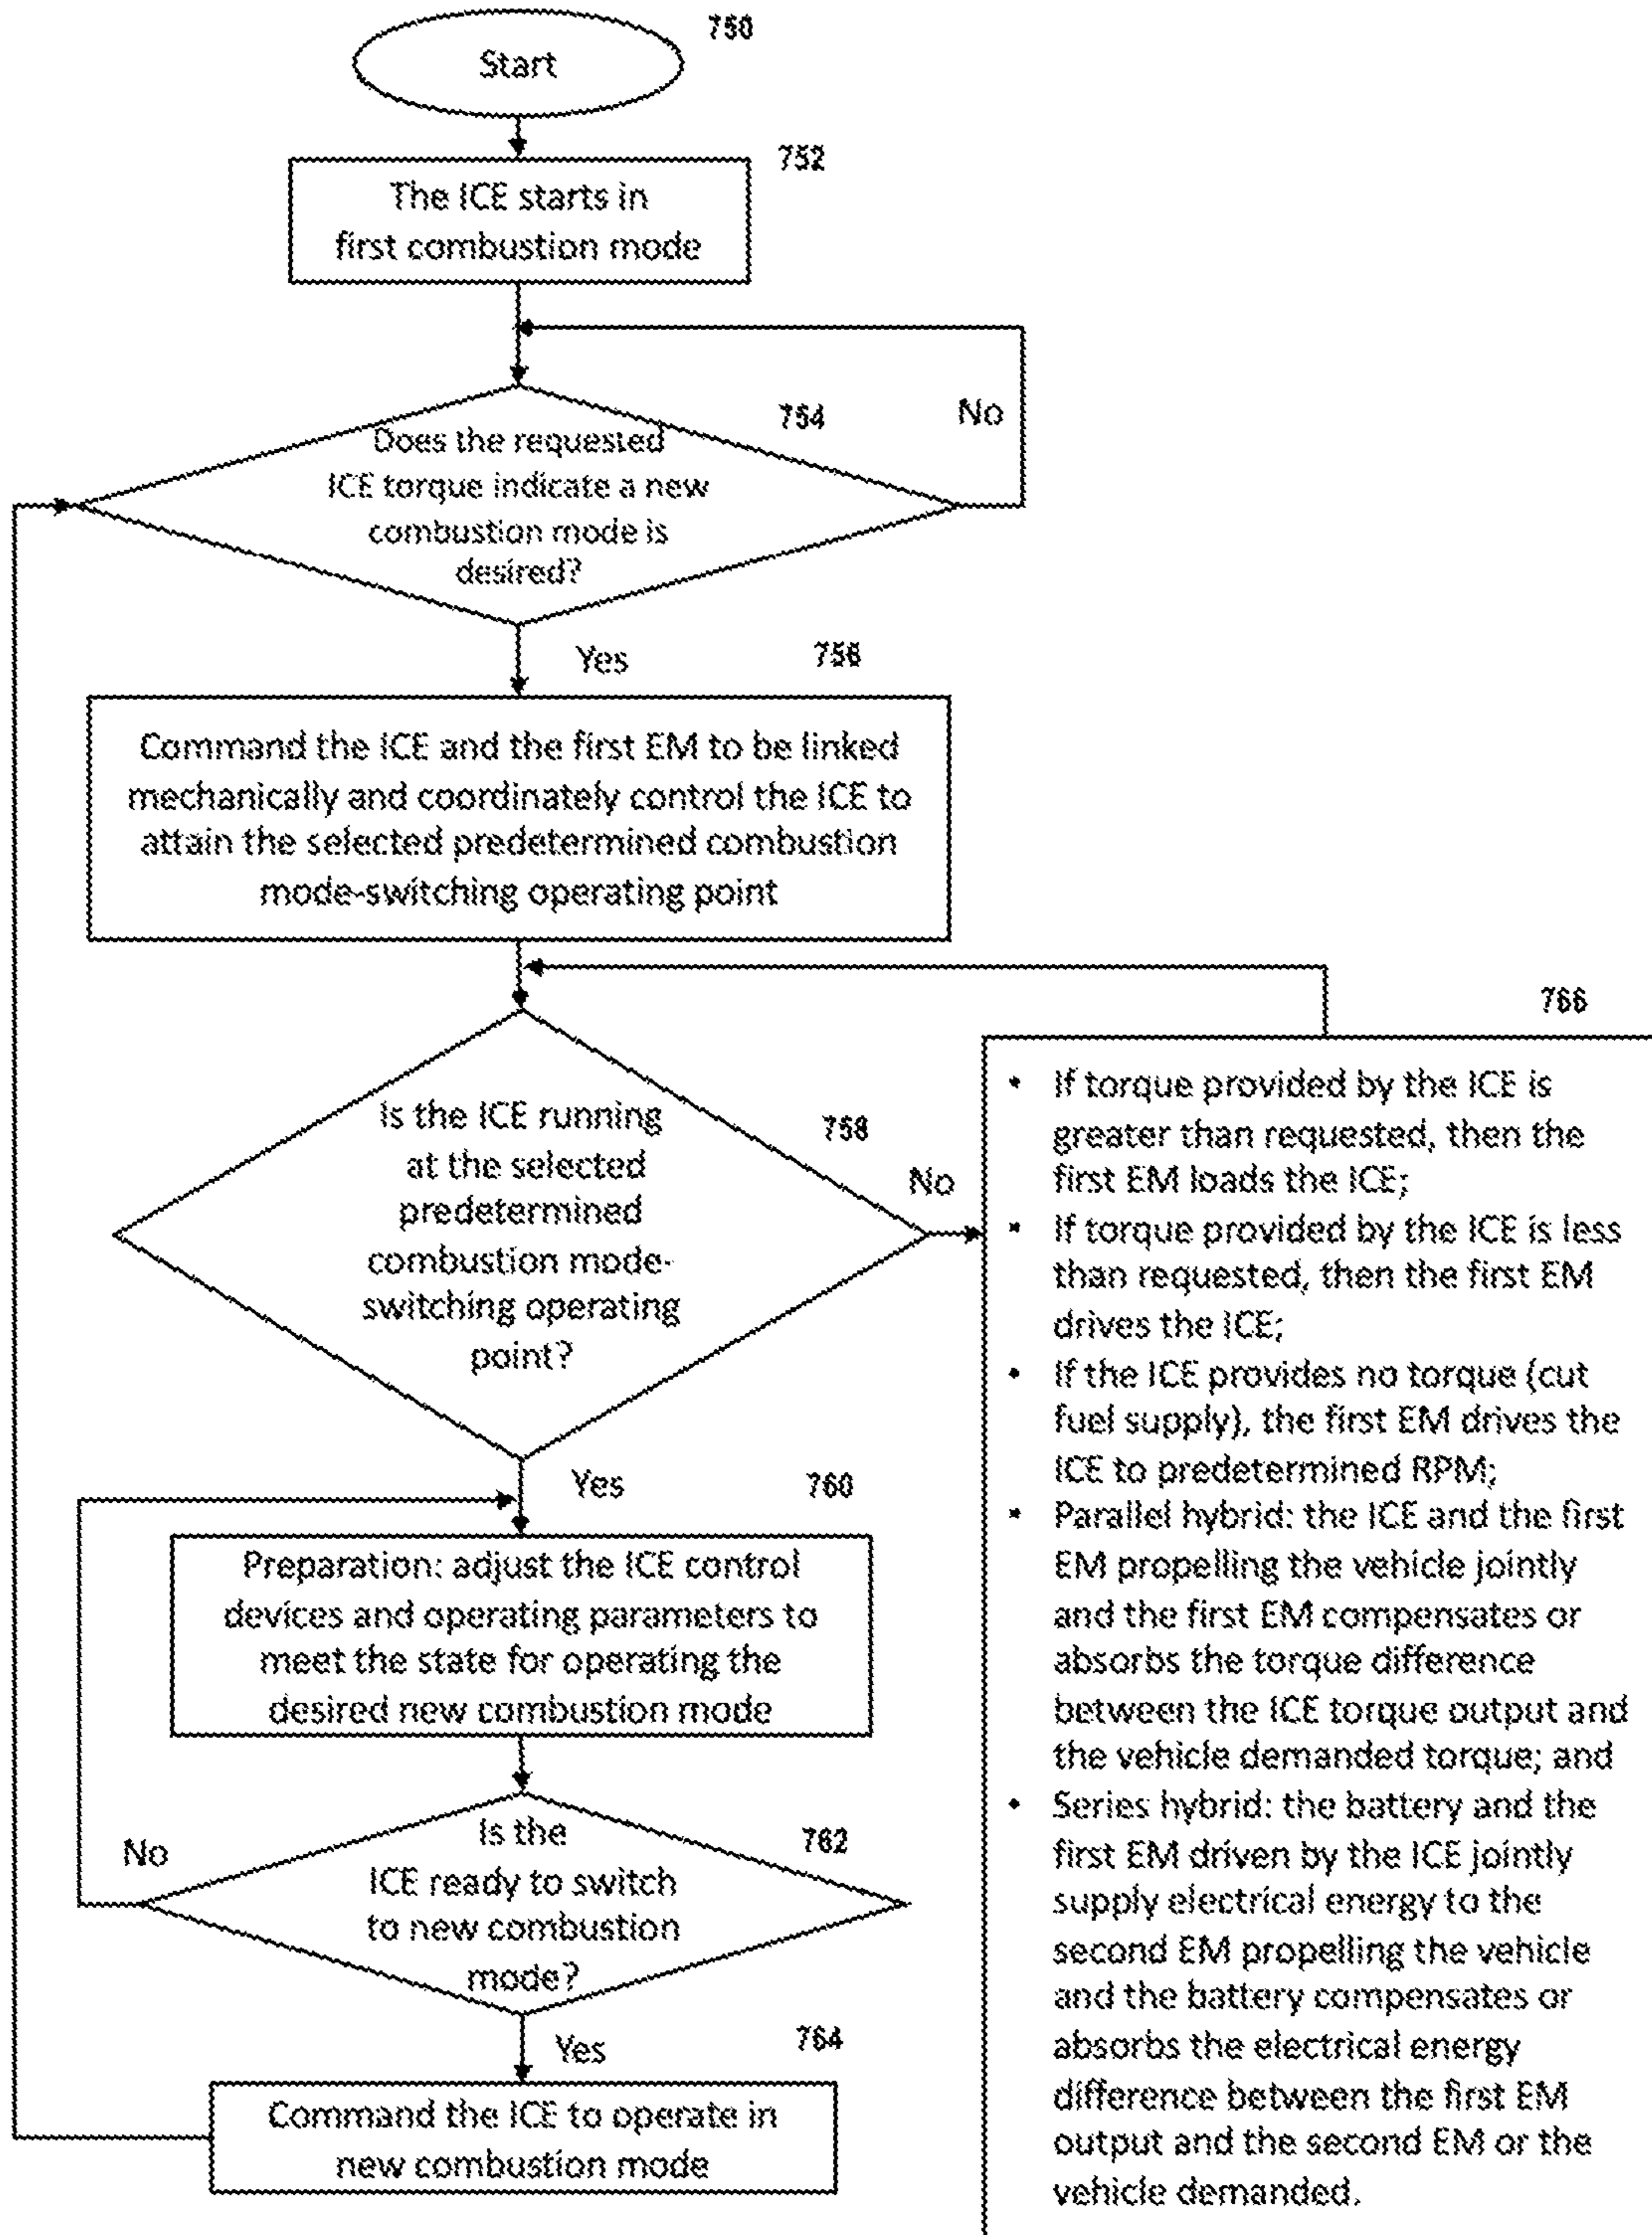 750
Start
752
The ICE starts in
first combustion mode
754
No
Does the requested
ICE torque indicate a new
combustion mode is
desired?
Yes
756
Command the ICE and the first EM to be linked
mechanically and coordinately control the ICE to
attain the selected predetermined combustion
mode-switching operating point
758
Is the ICE running
at the selected
predetermined
combustion mode-
switching operating
point?
No
766
• If torque provided by the ICE is
greater than requested, then the
first EM loads the ICE;
• If torque provided by the ICE is less
than requested, then the first EM
drives the ICE;
• If the ICE provides no torque (cut
fuel supply), the first EM drives the
ICE to predetermined RPM;
• Parallel hybrid: the ICE and the first
EM propelling the vehicle jointly
and the first EM compensates or
absorbs the torque difference
between the ICE torque output and
the vehicle demanded torque; and
• Series hybrid: the battery and the
first EM driven by the ICE jointly
supply electrical energy to the
second EM propelling the vehicle
and the battery compensates or
absorbs the electrical energy
difference between the first EM
output and the second EM or the
vehicle demanded.
Yes
760
Preparation: adjust the ICE control
devices and operating parameters to
meet the state for operating the
desired new combustion mode
No
762
Is the
ICE ready to switch
to new combustion
mode?
Yes
764
Command the ICE to operate in
new combustion mode